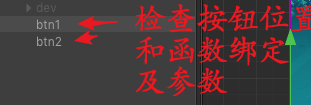 dev
btn1
btn2
检查按钮位置
和函数绑定
及参数